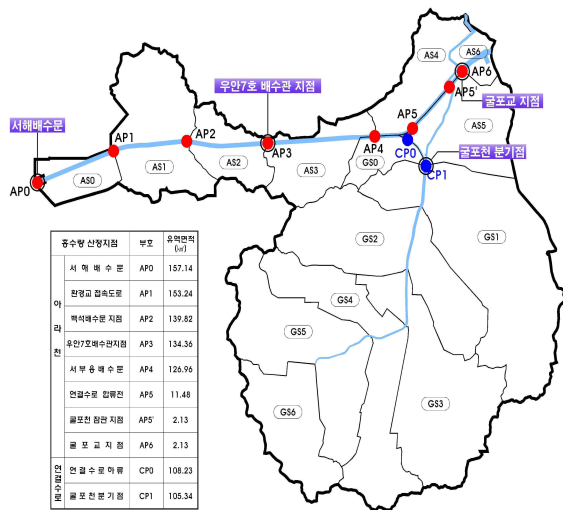 AS4
AS6
AP6
AP5'
굴포교 지점
우안7호 배수관 지점
서해배수문
AP1
AP2
AP3
AP4
AP5
AS5
AP0
AS0
AS1
AS2
AS3
GS0
CP0
굴포천 분기점
CP1
GS2
GS1
GS4
GS5
GS6
GS3
홍수량 산정지점 부호 유역면적(㎢)
아라천
서해배수문 AP0 157.14
환경교 접속도로 AP1 153.24
백석배수문 지점 AP2 139.82
우안7호배수관지점 AP3 134.36
서부용배수문 AP4 126.96
연결수로 합류전 AP5 11.48
굴포천 잠관 지점 AP5' 2.13
굴포교지점 AP6 2.13
연결수로
연결수로하류 CP0 108.23
굴포천분기점 CP1 105.34